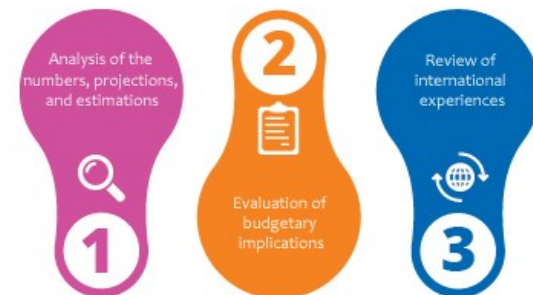 Analysis of the
numbers, projections,
and estimations
1
2
Evaluation of
budgetary
implications
Review of
international
experiences
3